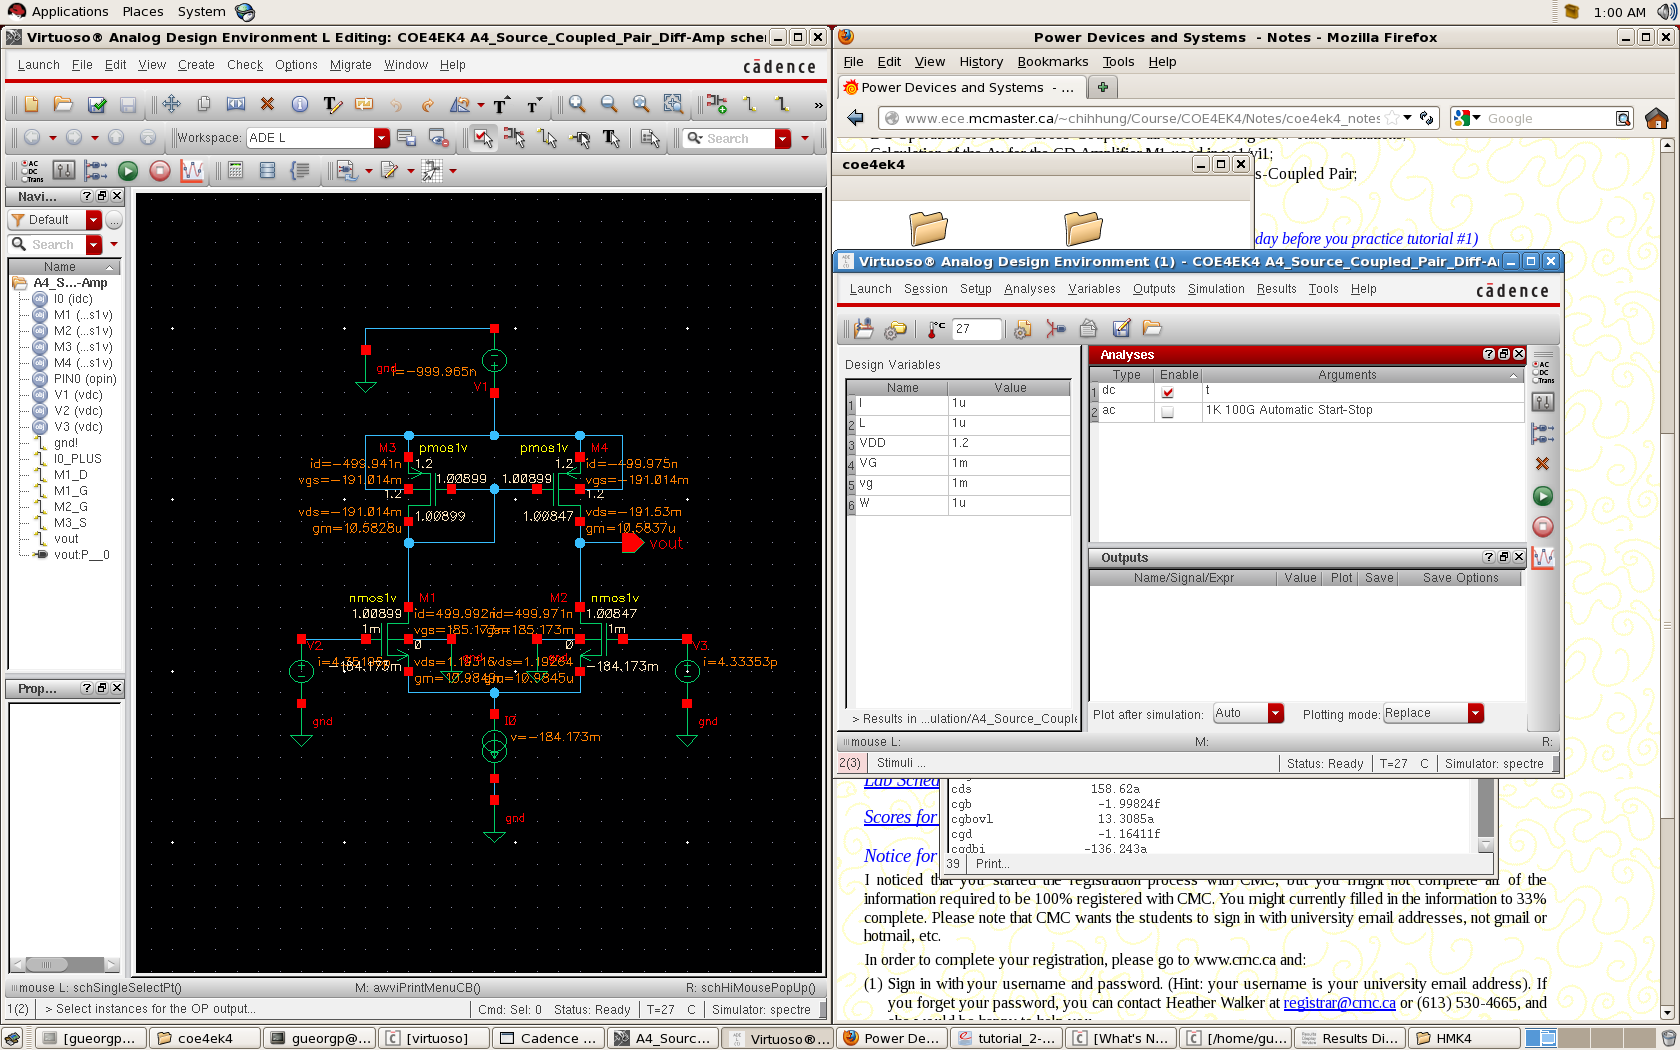 Applications Places System
1:00 AM
Virtuoso® Analog Design Environment L Editing: COE4EK4 A4_Source_Coupled_Pair_Diff-Amp scher
Launch File Edit View Create Check Options Migrate Window Help
cādence
Workspace: ADE L
Search
Navi...
Default
Search
Name
A4_S...-Amp
I0 (idc)
M1 (...s1v)
M2 (...s1v)
M3 (...s1v)
M4 (...s1v)
PIN0 (opin)
V1 (vdc)
V2 (vdc)
V3 (vdc)
gnd!
I0_PLUS
M1_D
M1_G
M2_G
M3_S
vout
vout:P__0
Prop...
gnd
i=-999.965n
V1
M3 pmos1v pmos1v M4
id=-499.941n 1.2 1.2 id=-499.975n
vgs=-191.014m 1.00899 1.00899 vgs=-191.014m
1.2 1.2
vds=-191.014m 1.00899 1.00847 vds=-191.53m
gm=10.5828u gm=10.5837u
vout
nmos1v M1 M2 nmos1v
1.00899 id=499.992n id=499.971n 1.00847
1m vgs=185.173m vgs=185.173m 1m
V2 0 0 V3
-184.173m vds=1.19316 vds=1.19264 -184.173m i=4.33353p
gm=10.9849u gm=10.9845u
gnd gnd
I0
v=-184.173m
gnd
mouse L: schSingleSelectPt() M: awviPrintMenuCB() R: schHiMousePopUp()
1(2) > Select instances for the OP output... Cmd: Sel: 0 Status: Ready T=27 C Simulator: spectre
Power Devices and Systems - Notes - Mozilla Firefox
File Edit View History Bookmarks Tools Help
Power Devices and Systems - ...
www.ece.mcmaster.ca/~chihhung/Course/COE4EK4/Notes/coe4ek4_notes
Google
s-Coupled Pair;
coe4ek4
day before you practice tutorial #1)
Virtuoso® Analog Design Environment (1) - COE4EK4 A4_Source_Coupled_Pair_Diff-A
Launch Session Setup Analyses Variables Outputs Simulation Results Tools Help
cādence
27
Design Variables
Name Value
1 I 1u
2 L 1u
3 VDD 1.2
4 VG 1m
5 vg 1m
6 W 1u
> Results in ...ulation/A4_Source_Couple
Analyses
Type Enable Arguments
1 dc t
2 ac 1K 100G Automatic Start-Stop
Outputs
Name/Signal/Expr Value Plot Save Save Options
Plot after simulation: Auto Plotting mode: Replace
mouse L: M: R:
2(3) Stimuli ... Status: Ready T=27 C Simulator: spectre
Lab Sched
cds 158.62a
cgb -1.99824f
Scores for
cgbovl 13.3085a
cgd -1.16411f
cgdbi -136.243a
Notice for
39 Print...
I noticed that you started the registration process with CMC, but you might not complete all of the
information required to be 100% registered with CMC. You might currently filled in the information to 33%
complete. Please note that CMC wants the students to sign in with university email addresses, not gmail or
hotmail, etc.
In order to complete your registration, please go to www.cmc.ca and:
(1) Sign in with your username and password. (Hint: your username is your university email address). If
you forget your password, you can contact Heather Walker at registrar@cmc.ca or (613) 530-4665, and
[gueorgp... coe4ek4 gueorgp@... [virtuoso] Cadence ... A4_Sourc... Virtuoso®... Power De... tutorial_2-... [What's N... [/home/gu... Results Di... HMK4